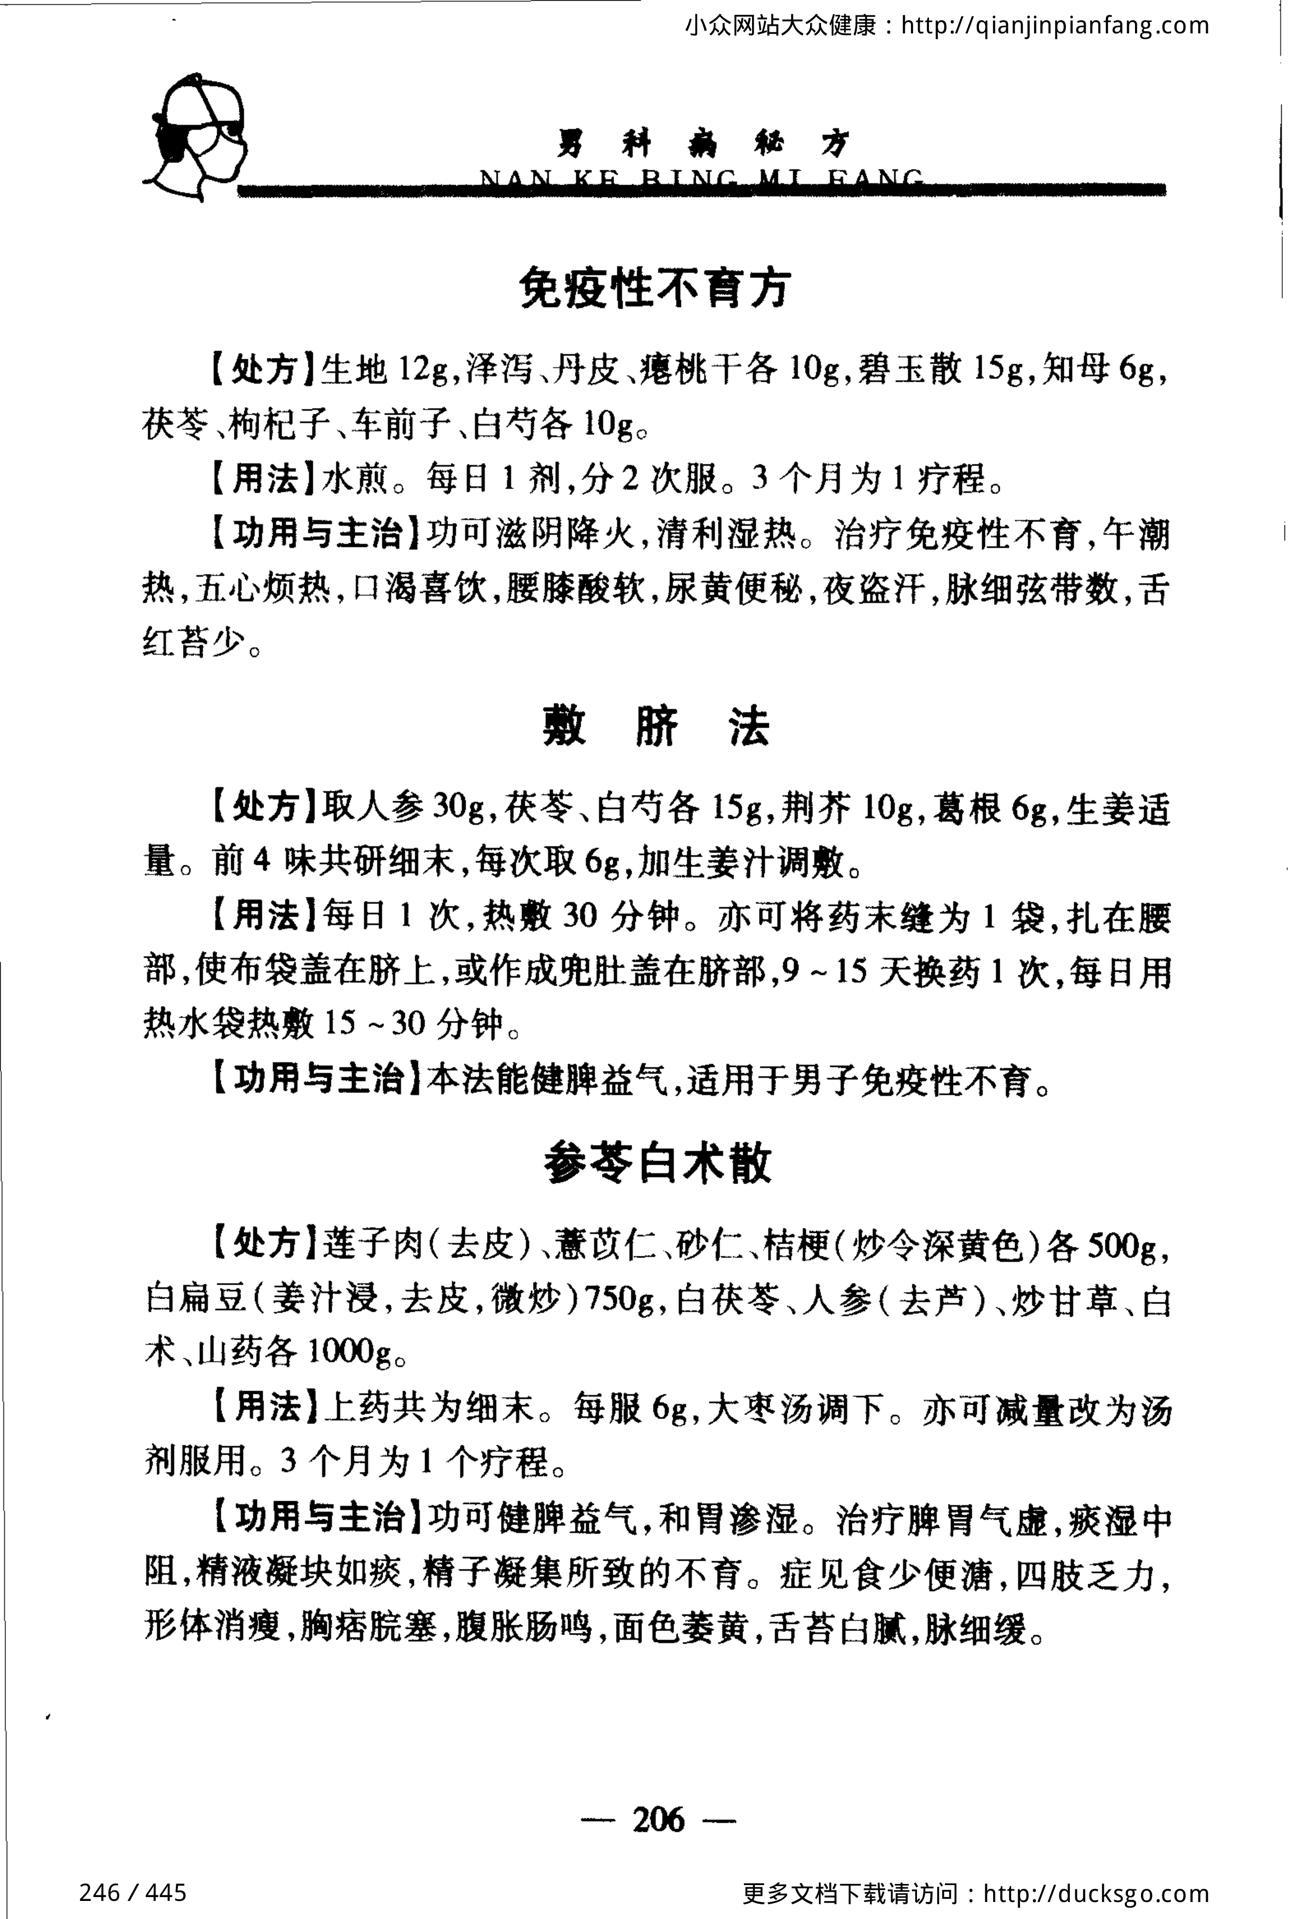 小众网站大众健康：http://qianjinpianfang.com
男科病秘方
NAN KE BING MI FANG
免疫性不育方
【处方】生地 12g,泽泻、丹皮、瘪桃干各 10g,碧玉散 15g,知母 6g,
茯苓、枸杞子、车前子、白芍各 10g。
【用法】水煎。每日 1 剂,分 2 次服。3 个月为 1 疗程。
【功用与主治】功可滋阴降火,清利湿热。治疗免疫性不育,午潮
热,五心烦热,口渴喜饮,腰膝酸软,尿黄便秘,夜盗汗,脉细弦带数,舌
红苔少。
敷 脐 法
【处方】取人参 30g,茯苓、白芍各 15g,荆芥 10g,葛根 6g,生姜适
量。前 4 味共研细末,每次取 6g,加生姜汁调敷。
【用法】每日 1 次,热敷 30 分钟。亦可将药末缝为 1 袋,扎在腰
部,使布袋盖在脐上,或作成兜肚盖在脐部,9～15 天换药 1 次,每日用
热水袋热敷 15～30 分钟。
【功用与主治】本法能健脾益气,适用于男子免疫性不育。
参苓白术散
【处方】莲子肉(去皮)、薏苡仁、砂仁、桔梗(炒令深黄色)各 500g,
白扁豆(姜汁浸,去皮,微炒)750g,白茯苓、人参(去芦)、炒甘草、白
术、山药各 1000g。
【用法】上药共为细末。每服 6g,大枣汤调下。亦可减量改为汤
剂服用。3 个月为 1 个疗程。
【功用与主治】功可健脾益气,和胃渗湿。治疗脾胃气虚,痰湿中
阻,精液凝块如痰,精子凝集所致的不育。症见食少便溏,四肢乏力,
形体消瘦,胸痞脘塞,腹胀肠鸣,面色萎黄,舌苔白腻,脉细缓。
— 206 —
246 / 445
更多文档下载请访问：http://ducksgo.com